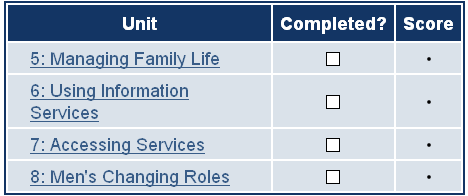 Unit Completed? Score
5: Managing Family Life
6: Using Information
Services
7: Accessing Services
8: Men's Changing Roles